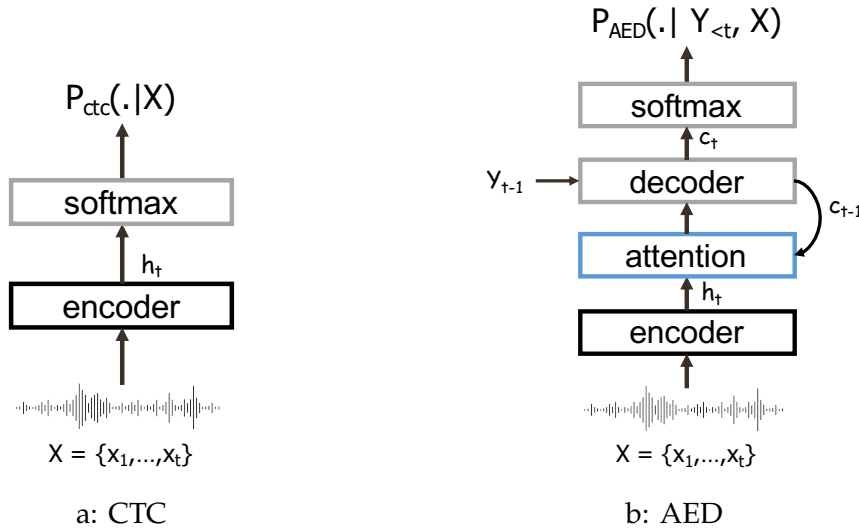 P_ctc(.|X)
softmax
h_t
encoder
X = {x_1,...,x_t}
a: CTC
P_AED(.| Y_<t, X)
softmax
c_t
Y_t-1
decoder
c_t-1
attention
h_t
encoder
X = {x_1,...,x_t}
b: AED